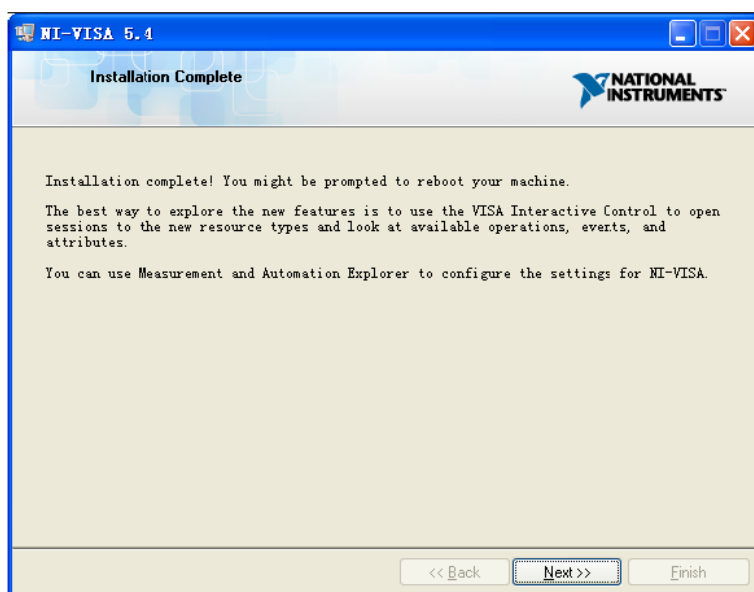 NI-VISA 5.4
Installation Complete
NATIONAL
INSTRUMENTS™
Installation complete! You might be prompted to reboot your machine.
The best way to explore the new features is to use the VISA Interactive Control to open
sessions to the new resource types and look at available operations, events, and
attributes.
You can use Measurement and Automation Explorer to configure the settings for NI-VISA.
<< Back
Next >>
Finish